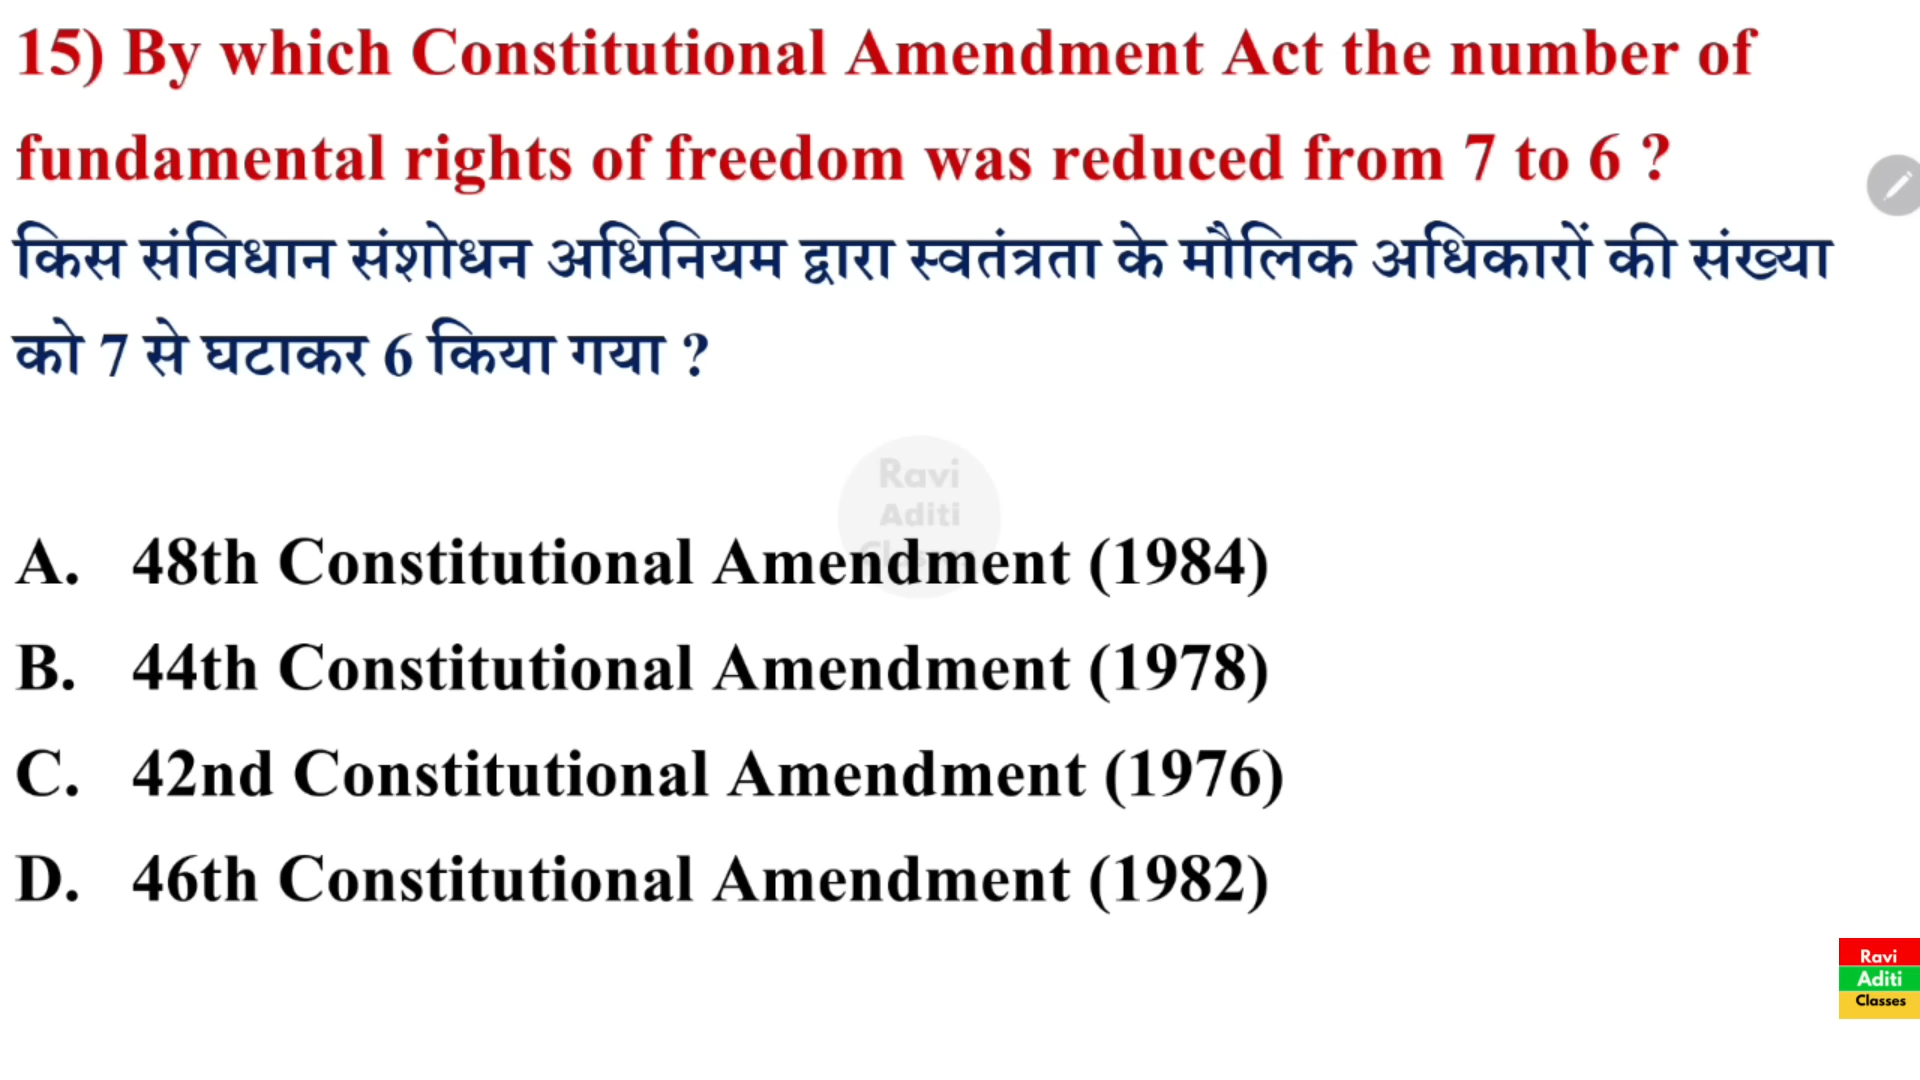 15) By which Constitutional Amendment Act the number of
fundamental rights of freedom was reduced from 7 to 6 ?
किस संविधान संशोधन अधिनियम द्वारा स्वतंत्रता के मौलिक अधिकारों की संख्या
को 7 से घटाकर 6 किया गया ?
Ravi
Aditi
Classes
A. 48th Constitutional Amendment (1984)
B. 44th Constitutional Amendment (1978)
C. 42nd Constitutional Amendment (1976)
D. 46th Constitutional Amendment (1982)
Ravi
Aditi
Classes